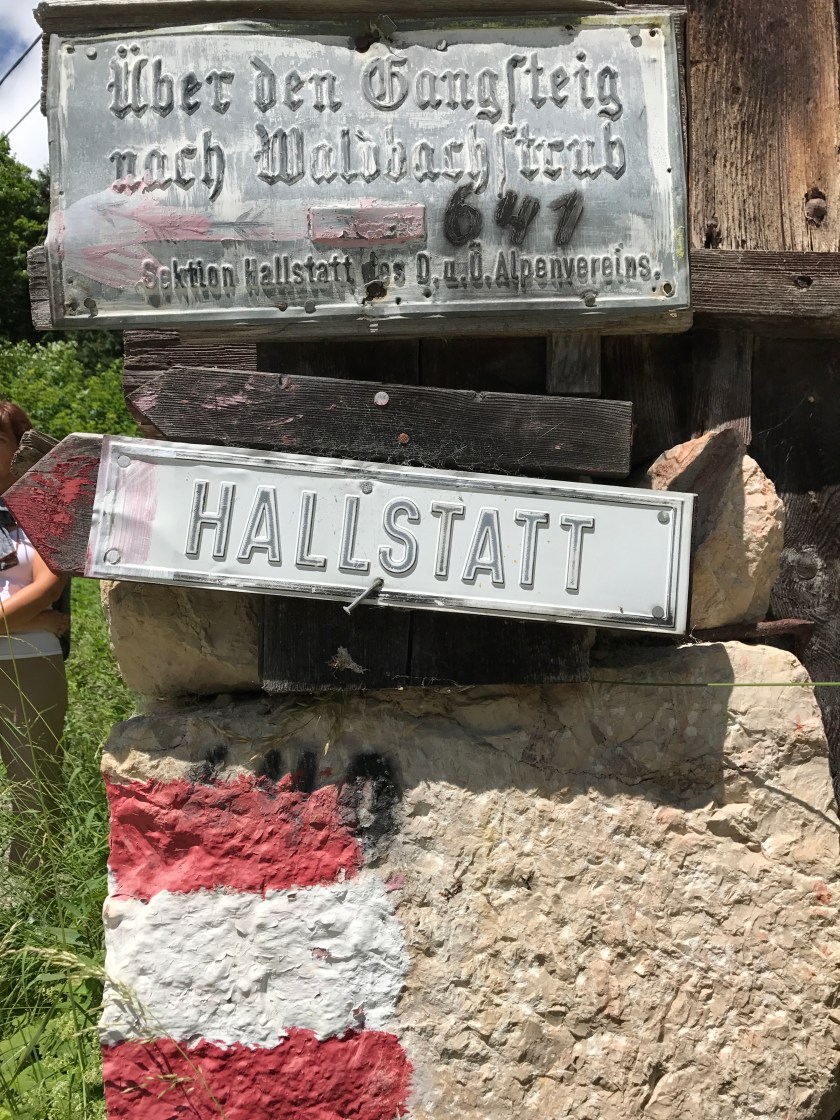 Über den Gangsteig
nach Waldbachstrub
641
Sektion Hallstatt des D. u. Ö. Alpenvereins.
HALLSTATT